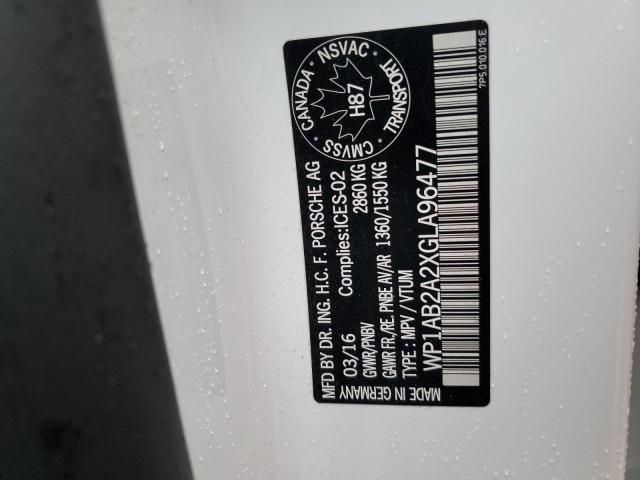 MFD BY DR. ING. H.C. F. PORSCHE AG
03/16 Complies:ICES-02
GVWR/PNBV 2860 KG
GAWR FR./RE. PNBE AV/AR 1360/1550 KG
TYPE : MPV / VTUM
WP1AB2A2XGLA96477
MADE IN GERMANY
CANADA NSVAC
CMVSS TRANSPORT
H87
7P5.010.016 E